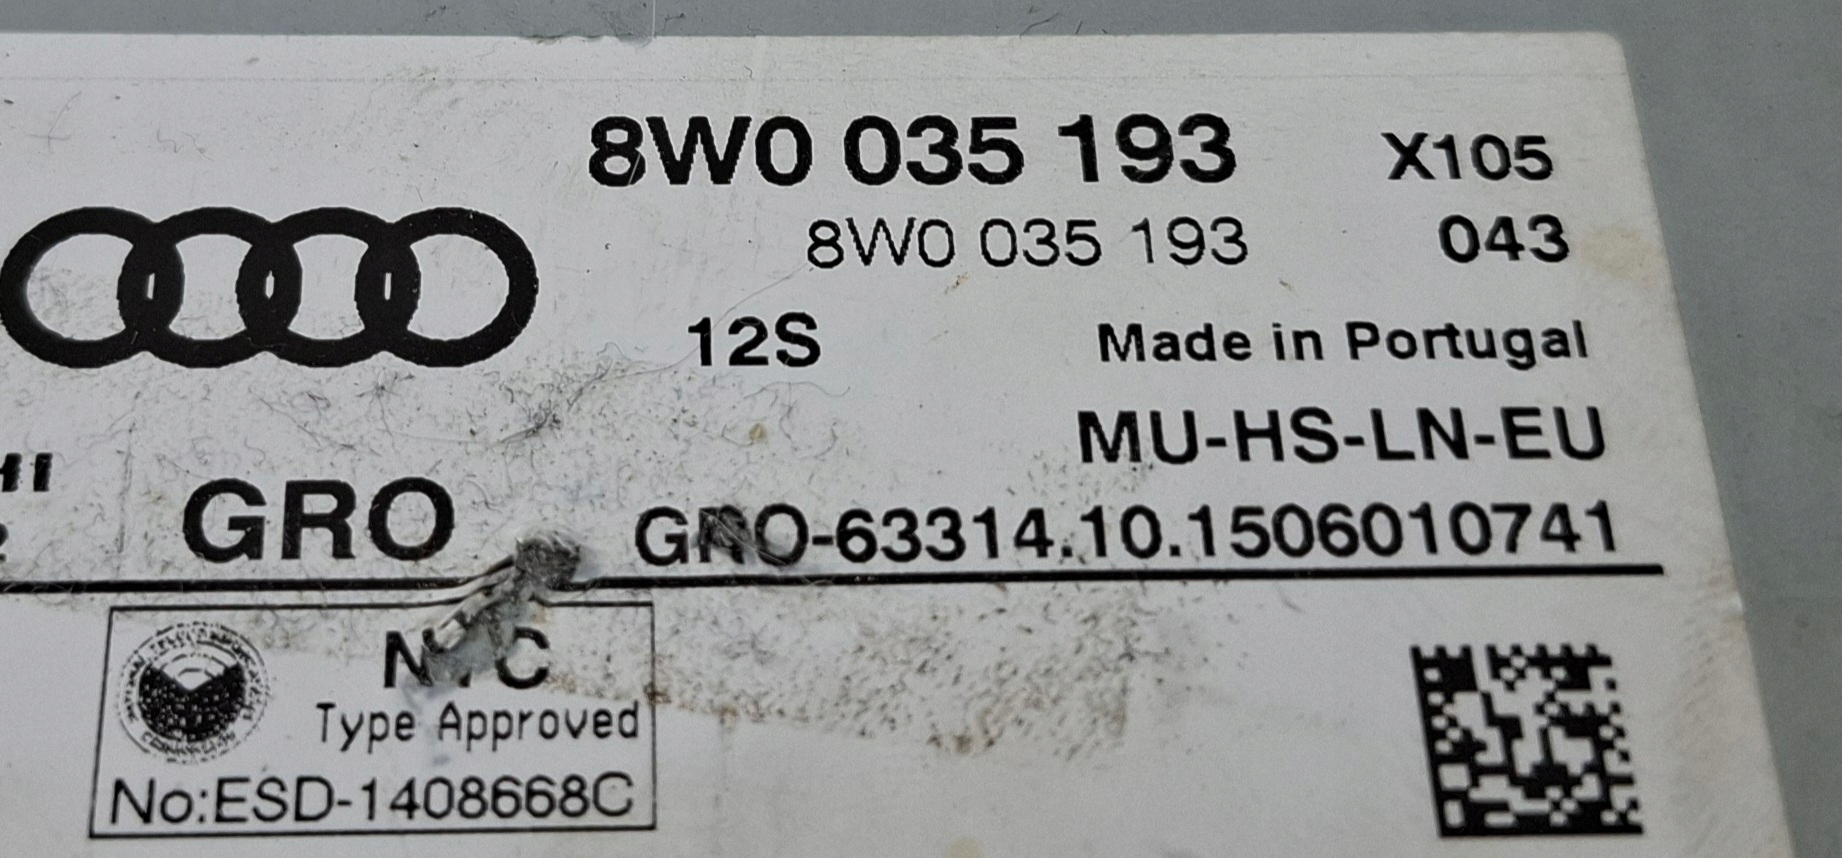 8W0 035 193 X105
8W0 035 193 043
12S Made in Portugal
MU-HS-LN-EU
GRO GRO-63314.10.1506010741
Type Approved
No:ESD-1408668C